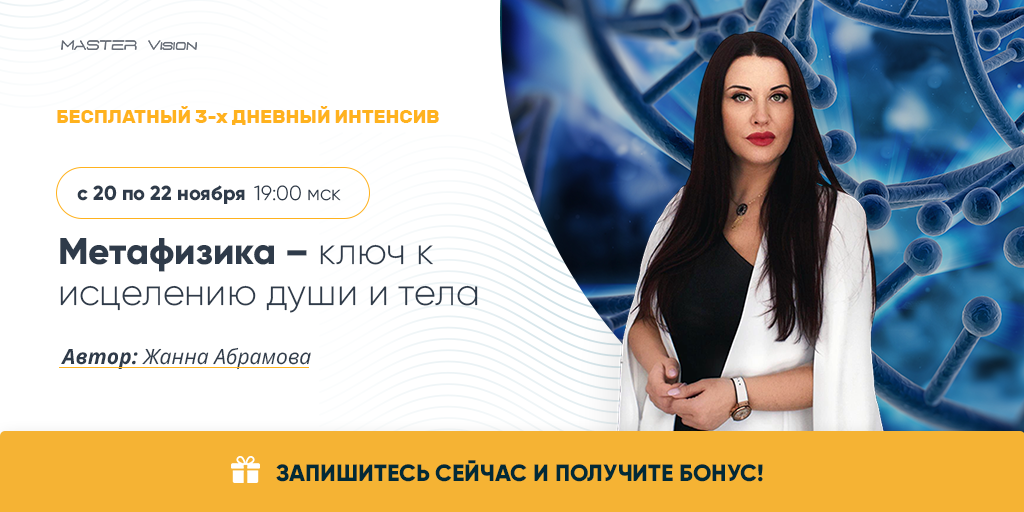 MASTER Vision
БЕСПЛАТНЫЙ 3-х ДНЕВНЫЙ ИНТЕНСИВ
с 20 по 22 ноября 19:00 мск
Метафизика – ключ к
исцелению души и тела
Автор: Жанна Абрамова
ЗАПИШИТЕСЬ СЕЙЧАС И ПОЛУЧИТЕ БОНУС!